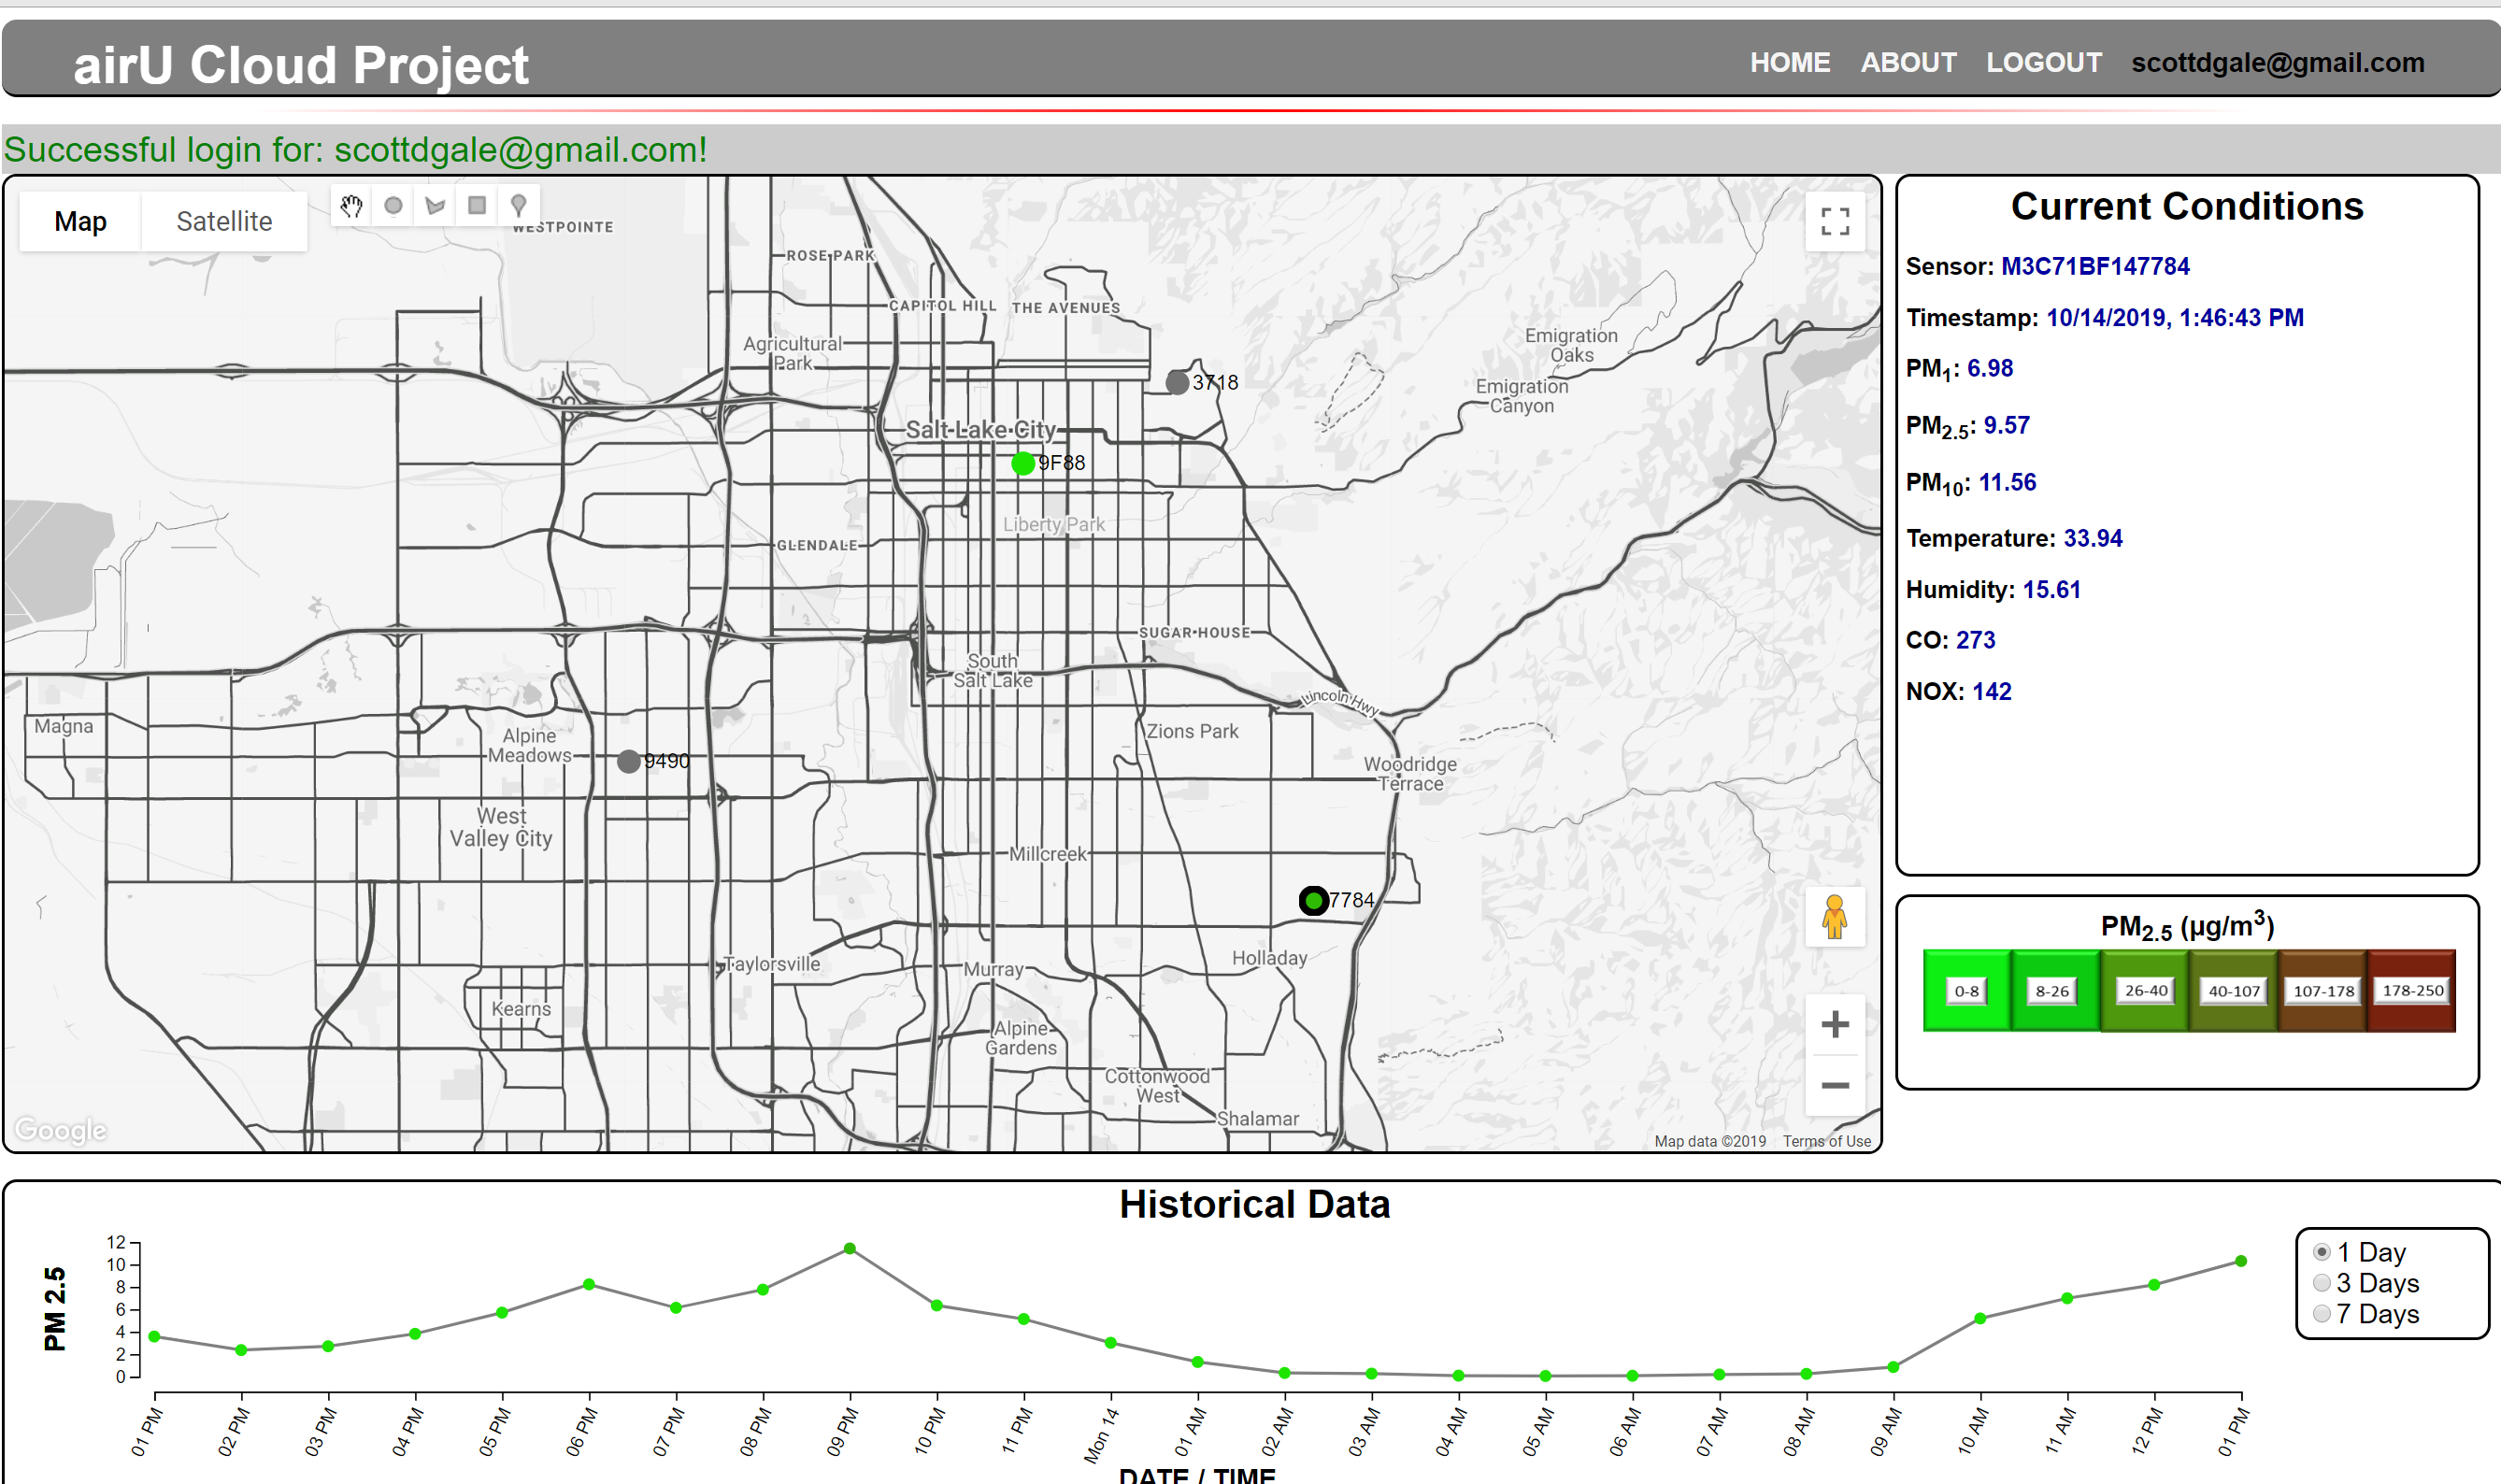 airU Cloud Project
HOME ABOUT LOGOUT scottdgale@gmail.com
Successful login for: scottdgale@gmail.com!
Map Satellite
WESTPOINTE
ROSE PARK
CAPITOL HILL
THE AVENUES
Agricultural
Park
Emigration
Oaks
Emigration
Canyon
3718
Salt Lake City
9F88
Liberty Park
GLENDALE
SUGAR HOUSE
South
Salt Lake
Lincoln Hwy
Magna
Alpine
Meadows
9490
Zions Park
Woodridge
Terrace
West
Valley City
Millcreek
7784
Taylorsville
Murray
Holladay
Kearns
Alpine
Gardens
Cottonwood
West
Shalamar
Google
Map data ©2019 Terms of Use
Current Conditions
Sensor: M3C71BF147784
Timestamp: 10/14/2019, 1:46:43 PM
PM1: 6.98
PM2.5: 9.57
PM10: 11.56
Temperature: 33.94
Humidity: 15.61
CO: 273
NOX: 142
PM2.5 (µg/m3)
0-8 8-26 26-40 40-107 107-178 178-250
Historical Data
PM 2.5
12
10
8
6
4
2
0
01 PM 02 PM 03 PM 04 PM 05 PM 06 PM 07 PM 08 PM 09 PM 10 PM 11 PM Mon 14 01 AM 02 AM 03 AM 04 AM 05 AM 06 AM 07 AM 08 AM 09 AM 10 AM 11 AM 12 PM 01 PM
DATE / TIME
1 Day
3 Days
7 Days